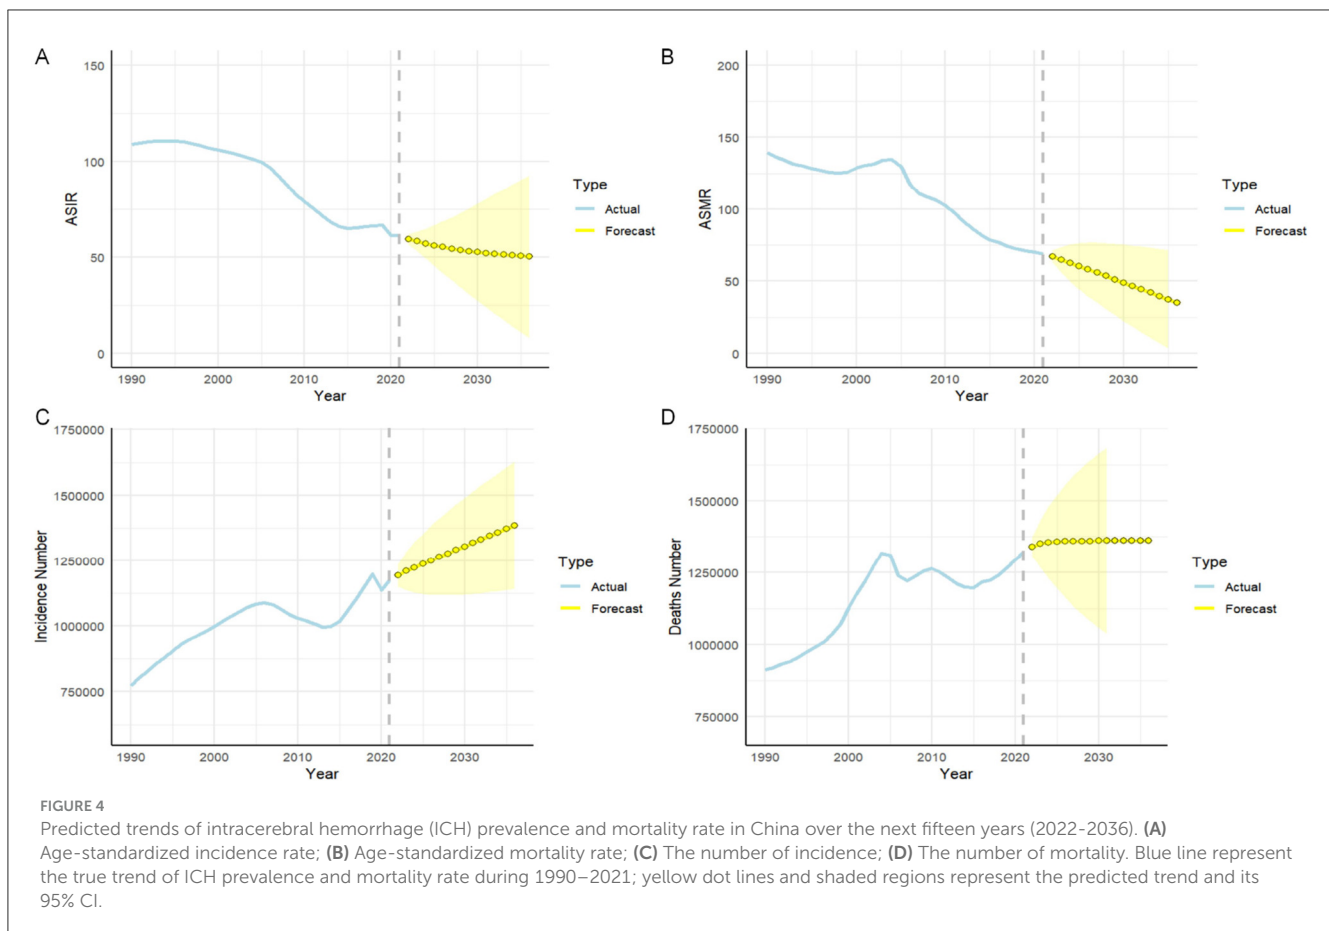 A
150
100
50
0
ASIR
1990
2000
2010
2020
2030
Year
Type
Actual
Forecast
B
200
150
100
50
0
ASMR
1990
2000
2010
2020
2030
Year
Type
Actual
Forecast
C
1750000
1500000
1250000
1000000
750000
Incidence Number
1990
2000
2010
2020
2030
Year
Type
Actual
Forecast
D
1750000
1500000
1250000
1000000
750000
Deaths Number
1990
2000
2010
2020
2030
Year
Type
Actual
Forecast
FIGURE 4
Predicted trends of intracerebral hemorrhage (ICH) prevalence and mortality rate in China over the next fifteen years (2022-2036). (A)
Age-standardized incidence rate; (B) Age-standardized mortality rate; (C) The number of incidence; (D) The number of mortality. Blue line represent
the true trend of ICH prevalence and mortality rate during 1990–2021; yellow dot lines and shaded regions represent the predicted trend and its
95% CI.